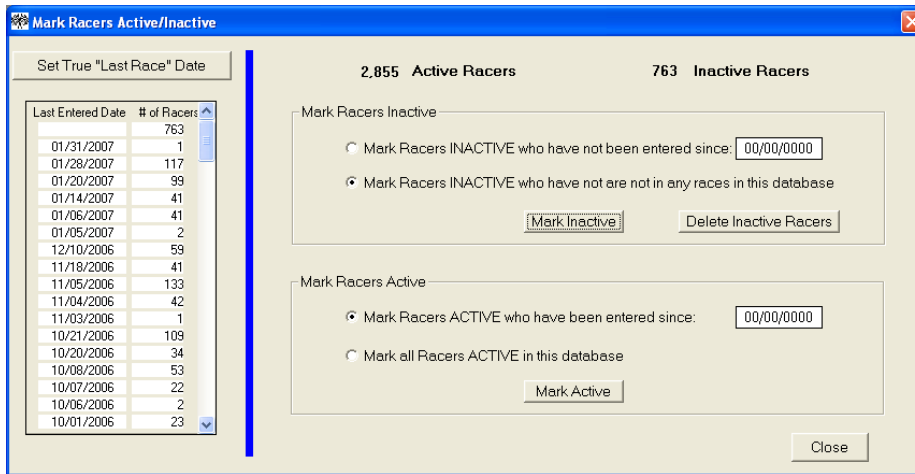 Mark Racers Active/Inactive
Set True "Last Race" Date
Last Entered Date # of Racers
763
01/31/2007 1
01/28/2007 117
01/20/2007 99
01/14/2007 41
01/06/2007 41
01/05/2007 2
12/10/2006 59
11/18/2006 41
11/05/2006 133
11/04/2006 42
11/03/2006 1
10/21/2006 109
10/20/2006 34
10/08/2006 53
10/07/2006 22
10/06/2006 2
10/01/2006 23
2,855 Active Racers 763 Inactive Racers
Mark Racers Inactive
Mark Racers INACTIVE who have not been entered since: 00/00/0000
Mark Racers INACTIVE who have not are not in any races in this database
Mark Inactive Delete Inactive Racers
Mark Racers Active
Mark Racers ACTIVE who have been entered since: 00/00/0000
Mark all Racers ACTIVE in this database
Mark Active
Close